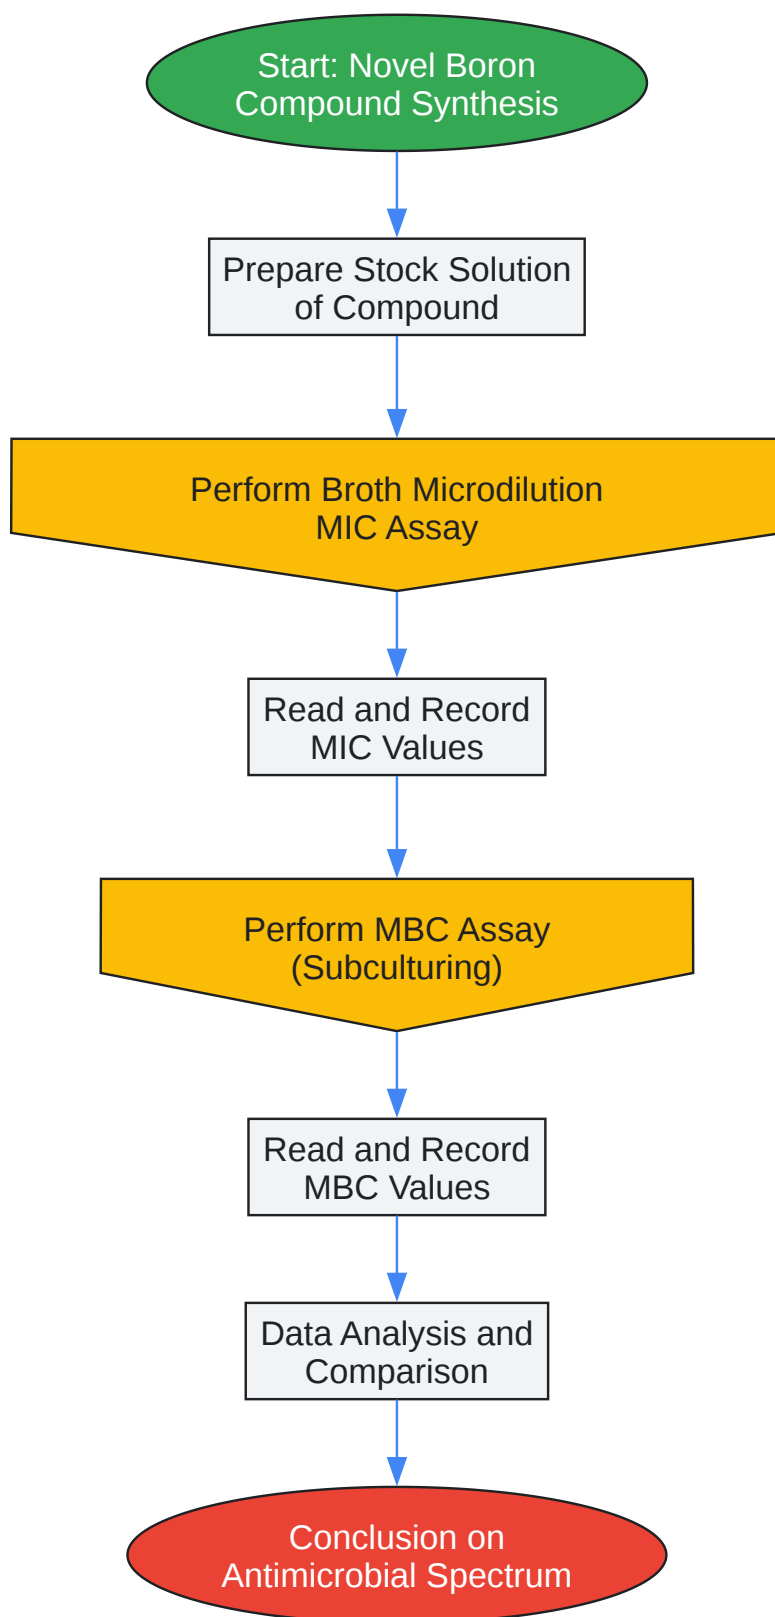 Start: Novel Boron
Compound Synthesis
Prepare Stock Solution
of Compound
Perform Broth Microdilution
MIC Assay
Read and Record
MIC Values
Perform MBC Assay
(Subculturing)
Read and Record
MBC Values
Data Analysis and
Comparison
Conclusion on
Antimicrobial Spectrum